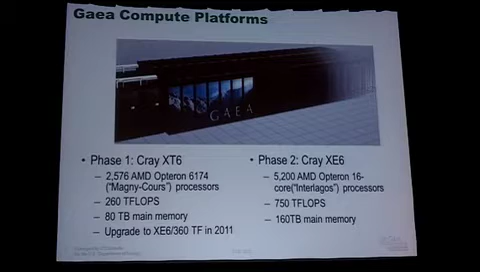 Gaea Compute Platforms
GAEA
• Phase 1: Cray XT6
– 2,576 AMD Opteron 6174
("Magny-Cours") processors
– 260 TFLOPS
– 80 TB main memory
– Upgrade to XE6/360 TF in 2011
• Phase 2: Cray XE6
– 5,200 AMD Opteron 16-
core("Interlagos") processors
– 750 TFLOPS
– 160TB main memory